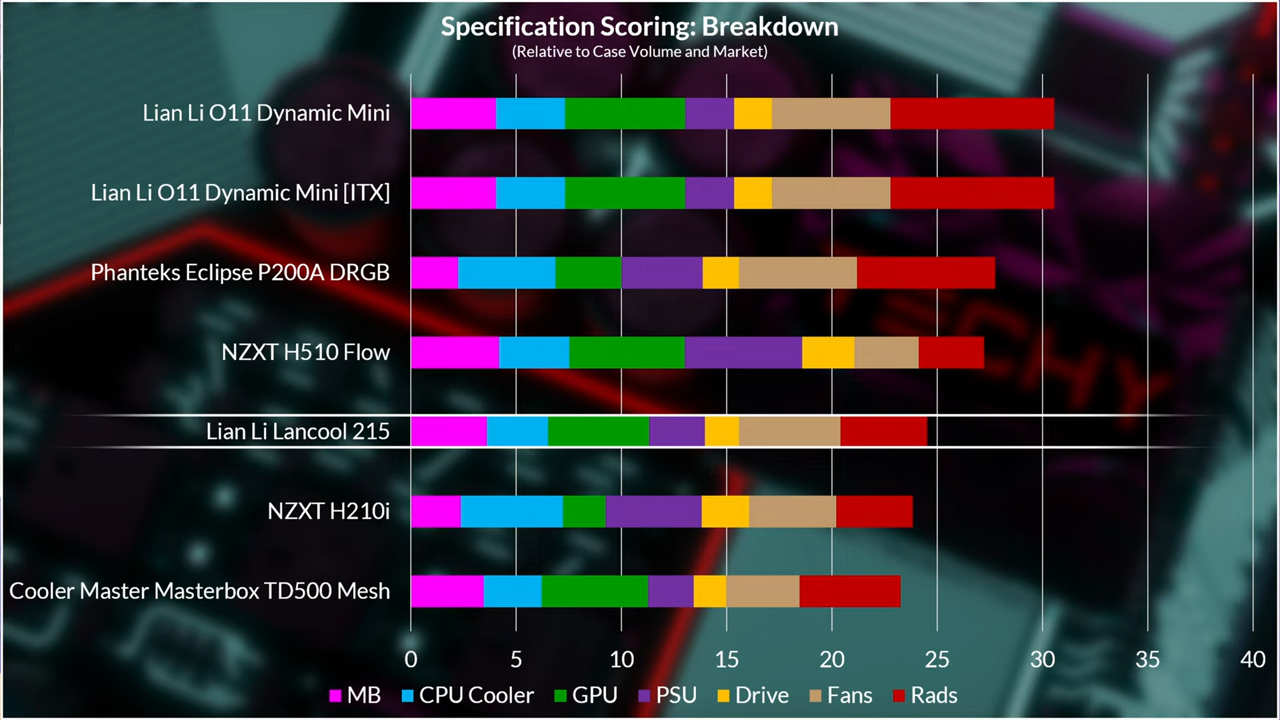 Specification Scoring: Breakdown
(Relative to Case Volume and Market)
Lian Li O11 Dynamic Mini
Lian Li O11 Dynamic Mini [ITX]
Phanteks Eclipse P200A DRGB
NZXT H510 Flow
Lian Li Lancool 215
NZXT H210i
Cooler Master Masterbox TD500 Mesh
0 5 10 15 20 25 30 35 40
MB CPU Cooler GPU PSU Drive Fans Rads